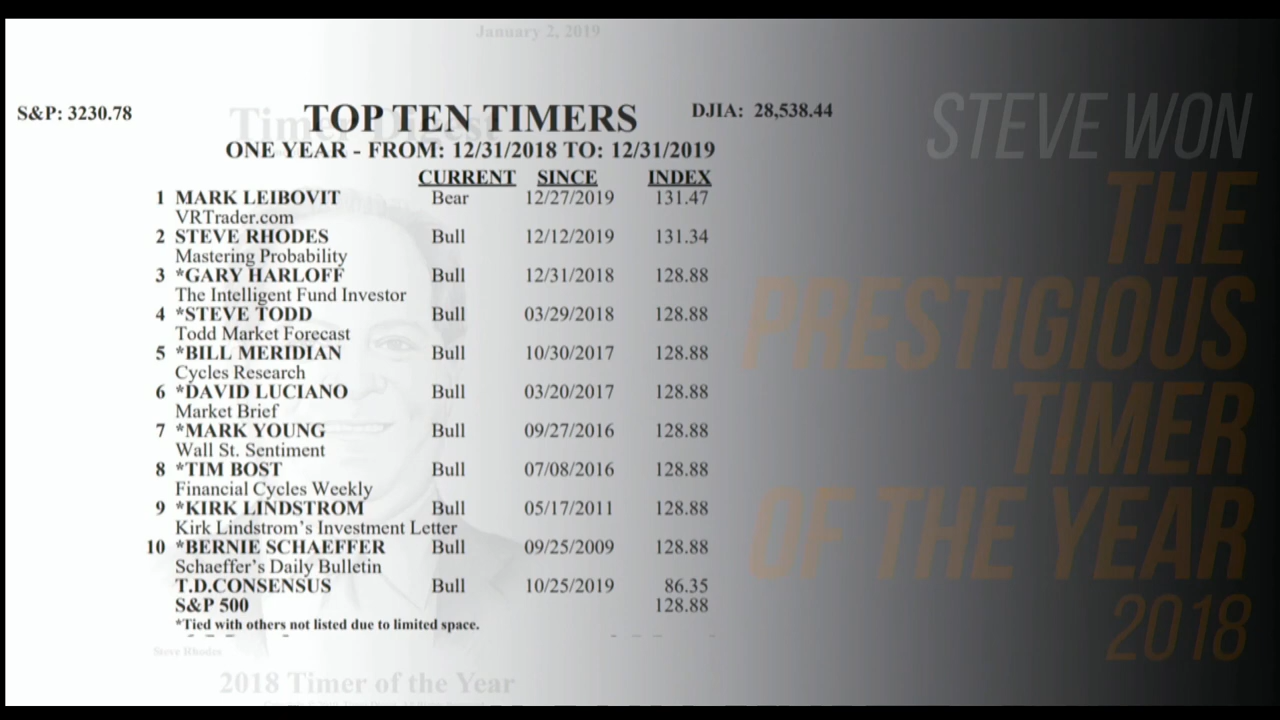 January 2, 2019
S&P: 3230.78
Timer Digest
TOP TEN TIMERS
DJIA: 28,538.44
ONE YEAR - FROM: 12/31/2018 TO: 12/31/2019
CURRENT SINCE INDEX
1 MARK LEIBOVIT Bear 12/27/2019 131.47
VRTrader.com
2 STEVE RHODES Bull 12/12/2019 131.34
Mastering Probability
3 *GARY HARLOFF Bull 12/31/2018 128.88
The Intelligent Fund Investor
4 *STEVE TODD Bull 03/29/2018 128.88
Todd Market Forecast
5 *BILL MERIDIAN Bull 10/30/2017 128.88
Cycles Research
6 *DAVID LUCIANO Bull 03/20/2017 128.88
Market Brief
7 *MARK YOUNG Bull 09/27/2016 128.88
Wall St. Sentiment
8 *TIM BOST Bull 07/08/2016 128.88
Financial Cycles Weekly
9 *KIRK LINDSTROM Bull 05/17/2011 128.88
Kirk Lindstrom's Investment Letter
10 *BERNIE SCHAEFFER Bull 09/25/2009 128.88
Schaeffer's Daily Bulletin
T.D.CONSENSUS Bull 10/25/2019 86.35
S&P 500 128.88
*Tied with others not listed due to limited space.
Steve Rhodes
2018 Timer of the Year
STEVE WON
THE
PRESTIGIOUS
TIMER
OF THE YEAR
2018